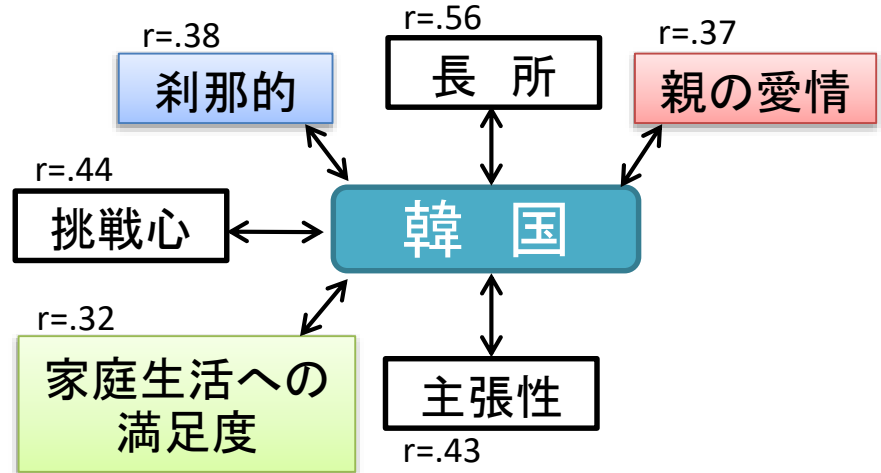 r=.38
刹那的
r=.56
長 所
r=.37
親の愛情
r=.44
挑戦心
韓 国
r=.32
家庭生活への
満足度
主張性
r=.43